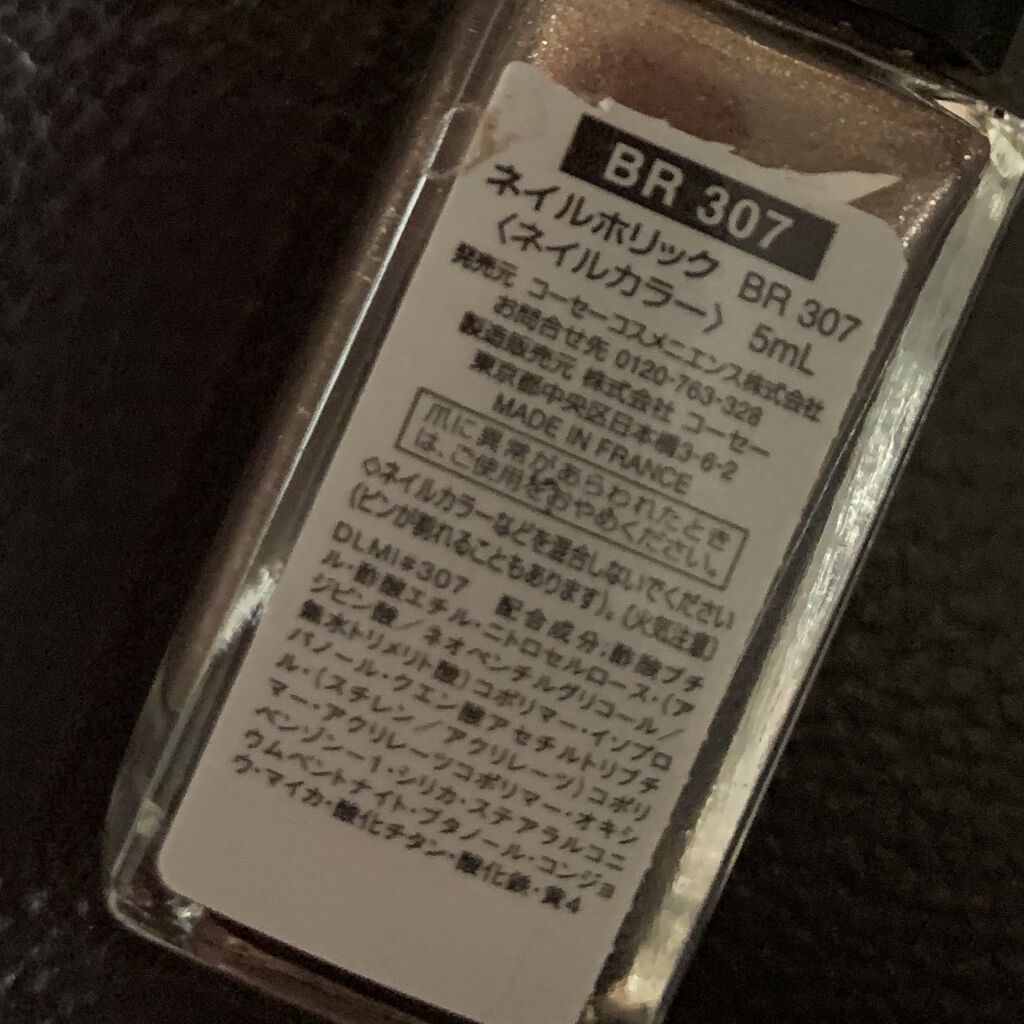 BR 307
ネイルホリック BR 307
〈ネイルカラー〉 5mL
発売元 コーセーコスメニエンス株式会社
お問合せ先 0120-763-328
製造販売元 株式会社 コーセー
東京都中央区日本橋3-6-2
MADE IN FRANCE
爪に異常があらわれたとき
は、ご使用をおやめください。
◇ネイルカラーなどを混合しないでください
(ビンが割れることもあります)。(火気注意)
DLMI#307 配合成分:酢酸ブチ
ル・酢酸エチル・ニトロセルロース・(ア
ジピン酸/ネオペンチルグリコール/
無水トリメリト酸)コポリマー・イソプロ
パノール・クエン酸アセチルトリブチ
ル・(スチレン/アクリレーツ)コポリ
マー・アクリレーツコポリマー・オキシ
ベンゾン-1・シリカ・ステアラルコニ
ウムベントナイト・ブタノール・コンジョ
ウ・マイカ・酸化チタン・酸化鉄・黄4